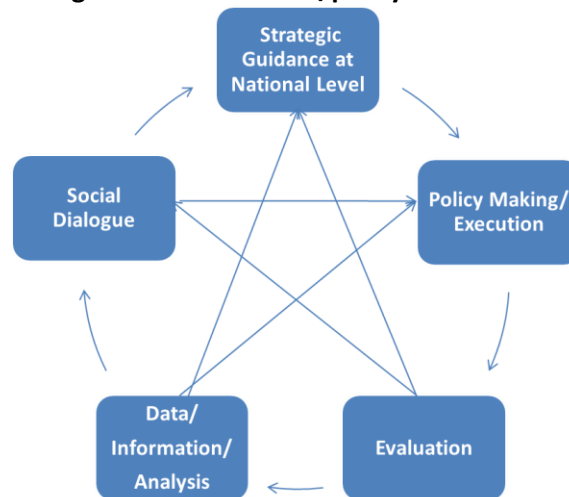 Strategic
Guidance at
National Level
Social
Dialogue
Policy Making/
Execution
Data/
Information/
Analysis
Evaluation